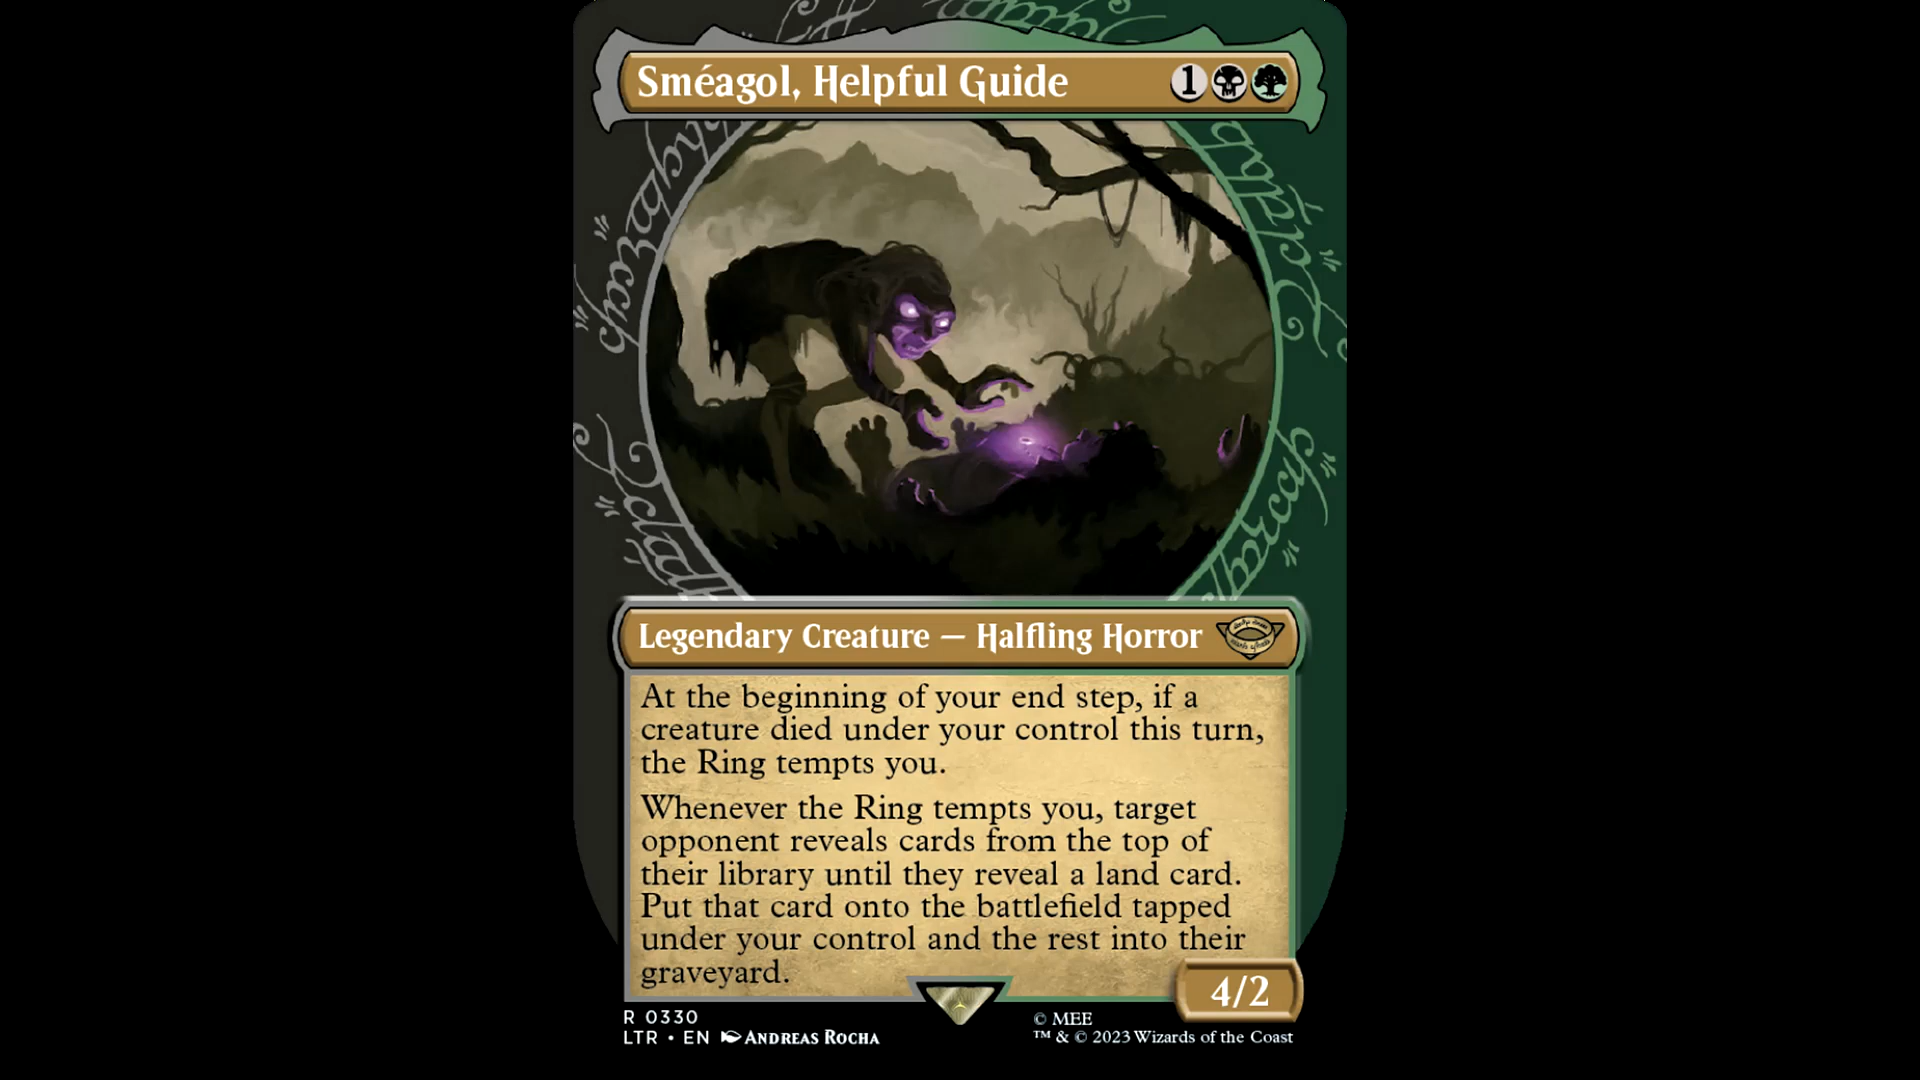 Sméagol, Helpful Guide 1
Legendary Creature — Halfling Horror
At the beginning of your end step, if a
creature died under your control this turn,
the Ring tempts you.
Whenever the Ring tempts you, target
opponent reveals cards from the top of
their library until they reveal a land card.
Put that card onto the battlefield tapped
under your control and the rest into their
graveyard.
4/2
R 0330
LTR • EN Andreas Rocha
© MEE
™ & © 2023 Wizards of the Coast